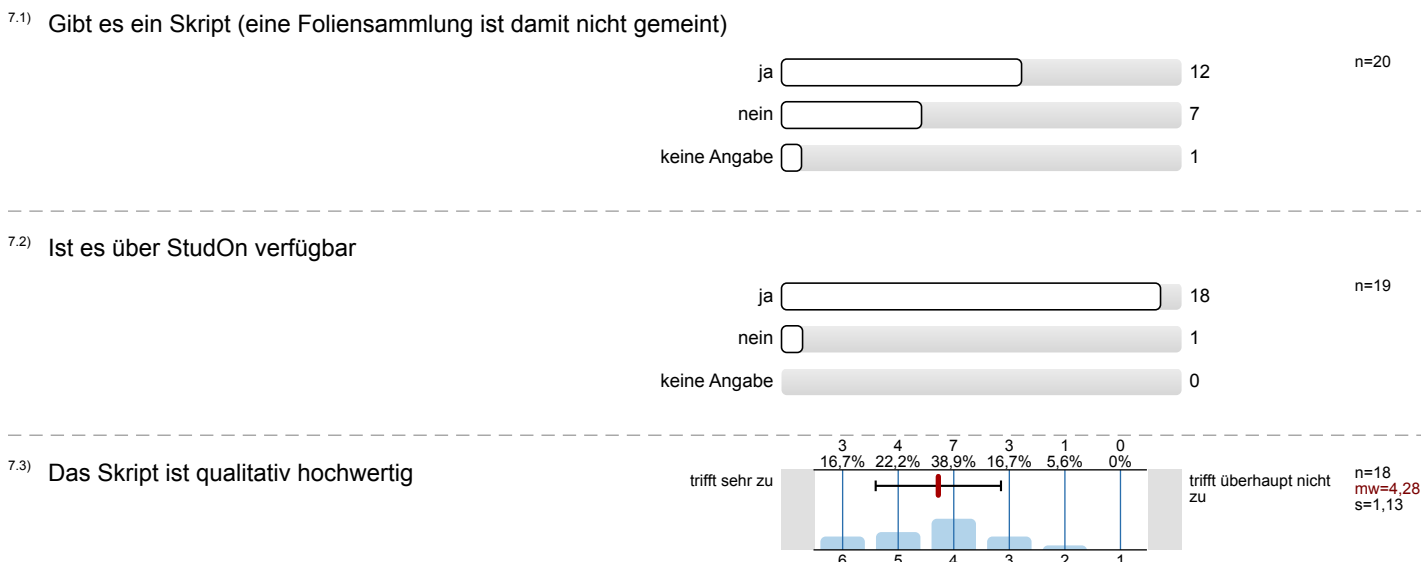 7.1) Gibt es ein Skript (eine Foliensammlung ist damit nicht gemeint)
ja 12 n=20
nein 7
keine Angabe 1
7.2) Ist es über StudOn verfügbar
ja 18 n=19
nein 1
keine Angabe 0
7.3) Das Skript ist qualitativ hochwertig
trifft sehr zu
3 4 7 3 1 0
16,7% 22,2% 38,9% 16,7% 5,6% 0%
6 5 4 3 2 1
trifft überhaupt nicht
zu
n=18
mw=4,28
s=1,13